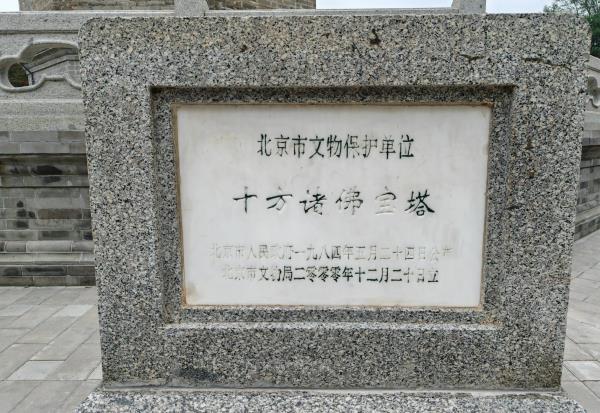 北京市文物保护单位
十方诸佛宝塔
北京市人民政府一九八四年五月二十四日公布
北京市文物局二零零零年十二月二十日立